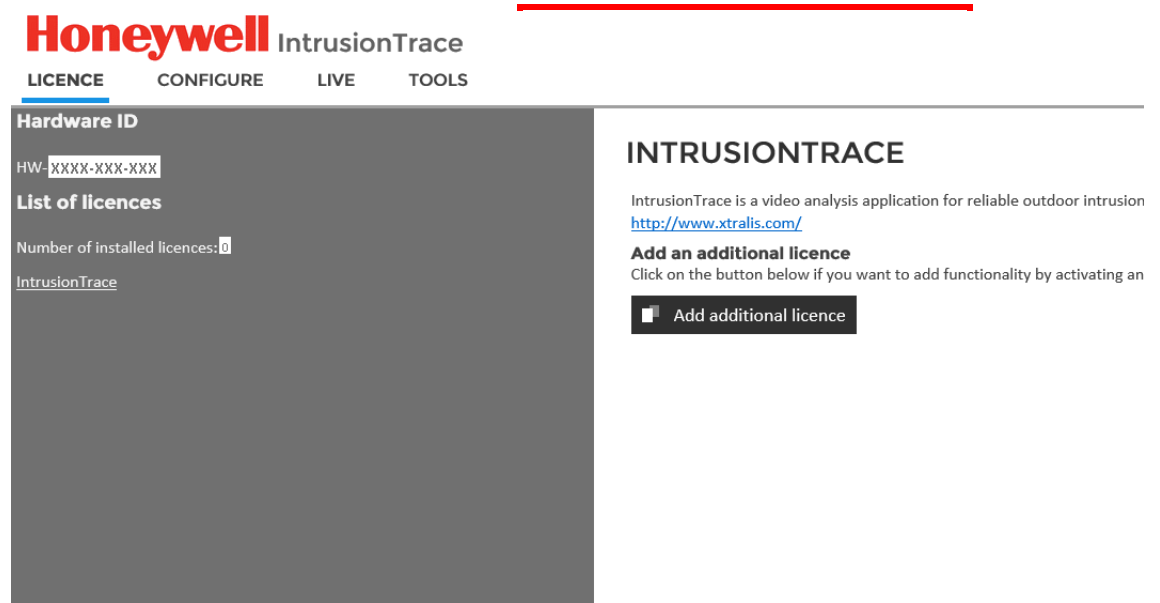 Honeywell IntrusionTrace
LICENCE CONFIGURE LIVE TOOLS
Hardware ID
HW-XXXX-XXX-XXX
List of licences
Number of installed licences: 0
IntrusionTrace
INTRUSIONTRACE
IntrusionTrace is a video analysis application for reliable outdoor intrusion
http://www.xtralis.com/
Add an additional licence
Click on the button below if you want to add functionality by activating an
Add additional licence